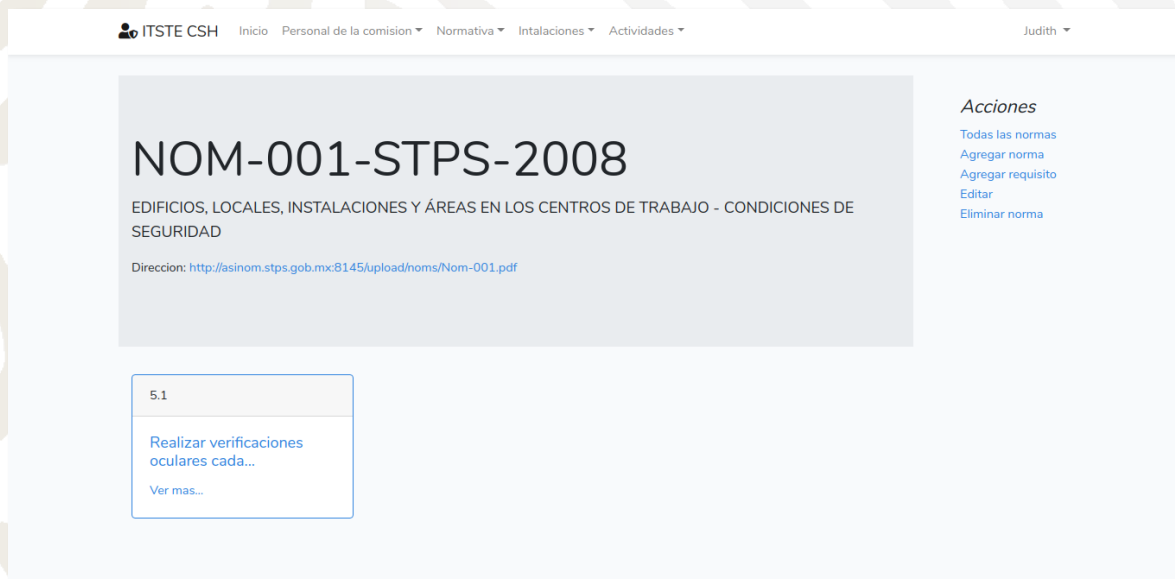 ITSTE CSH Inicio Personal de la comision Normativa Intalaciones Actividades Judith
NOM-001-STPS-2008
EDIFICIOS, LOCALES, INSTALACIONES Y ÁREAS EN LOS CENTROS DE TRABAJO - CONDICIONES DE
SEGURIDAD
Direccion: http://asinom.stps.gob.mx:8145/upload/noms/Nom-001.pdf
Acciones
Todas las normas
Agregar norma
Agregar requisito
Editar
Eliminar norma
5.1
Realizar verificaciones
oculares cada...
Ver mas...